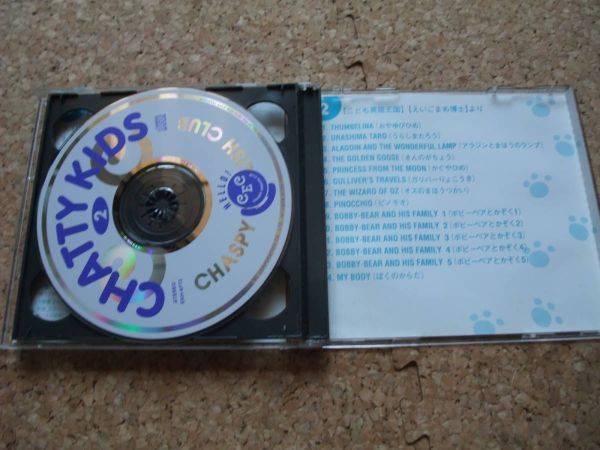 CHATTY KIDS
2
HELLO!
CEC
CHASPY
ISH CLUB
STEREO
2
【こども英語王国】【えいごまめ博士】より
1. THUMBELINA（おやゆびひめ）
2. URASHIMA TARO（うらしまたろう）
3. ALADDIN AND THE WONDERFUL LAMP（アラジンとまほうのランプ）
4. THE GOLDEN GOOSE（きんのがちょう）
5. PRINCESS FROM THE MOON（かぐやひめ）
6. GULLIVER'S TRAVELS（ガリバーりょこうき）
7. THE WIZARD OF OZ（オズのまほうつかい）
8. PINOCCHIO（ピノキオ）
9. BOBBY-BEAR AND HIS FAMILY 1（ボビーベアとかぞく1）
0. BOBBY-BEAR AND HIS FAMILY 2（ボビーベアとかぞく2）
1. BOBBY-BEAR AND HIS FAMILY 3（ボビーベアとかぞく3）
2. BOBBY-BEAR AND HIS FAMILY 4（ボビーベアとかぞく4）
3. BOBBY-BEAR AND HIS FAMILY 5（ボビーベアとかぞく5）
4. MY BODY（ぼくのからだ）